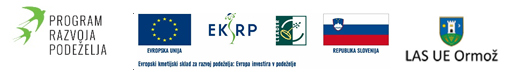 PROGRAM
RAZVOJA
PODEŽELJA
EVROPSKA UNIJA
EKSRP
REPUBLIKA SLOVENIJA
LAS UE Ormož
Evropski kmetijski sklad za razvoj podeželja: Evropa investira v podeželje